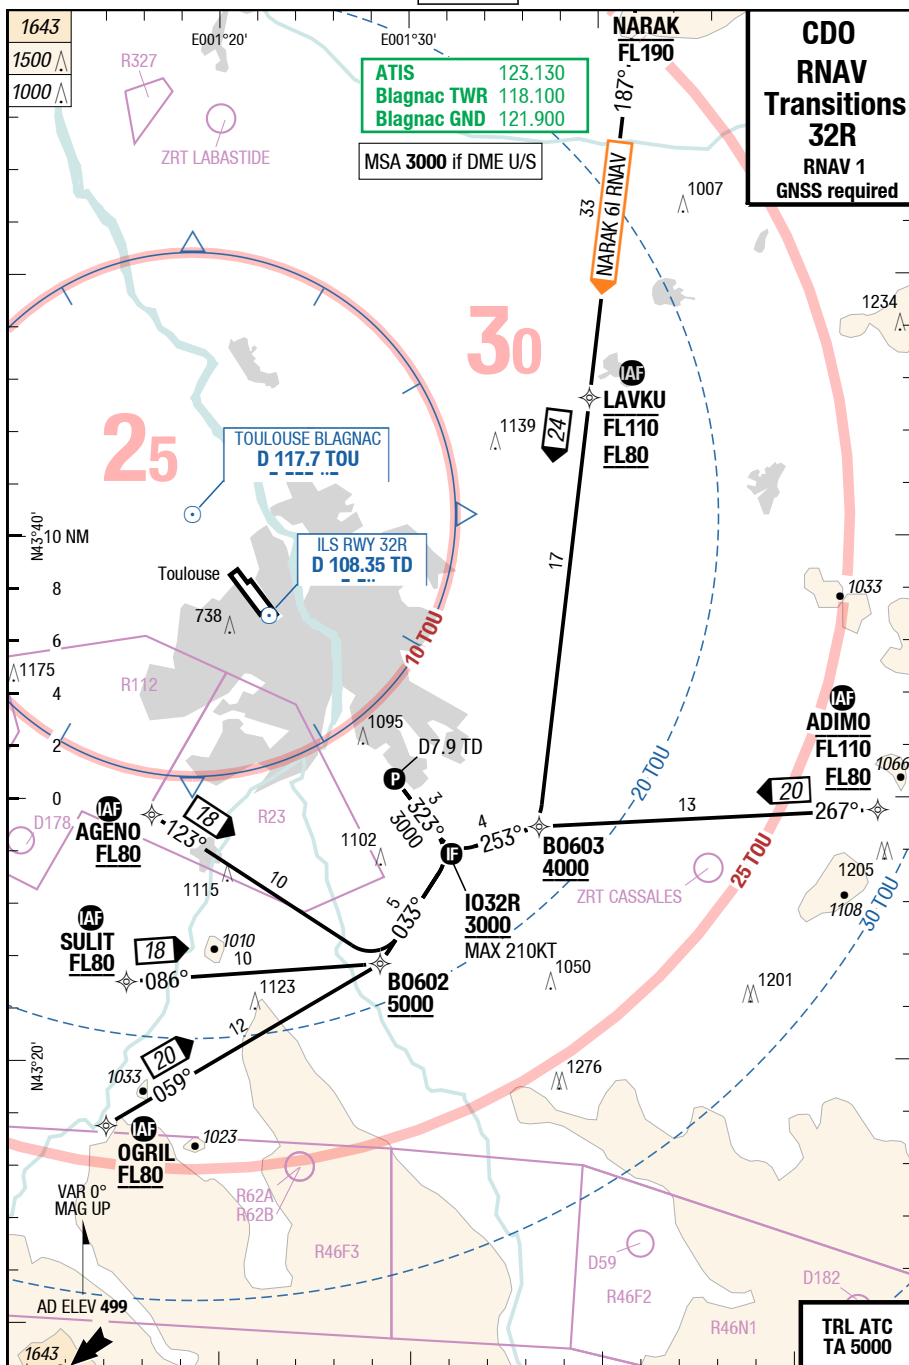 1643
1500
1000
E001°20'
E001°30'
NARAK
FL190
CDO
RNAV
Transitions
32R
RNAV 1
GNSS required
R327
ZRT LABASTIDE
ATIS 123.130
Blagnac TWR 118.100
Blagnac GND 121.900
MSA 3000 if DME U/S
187°
33
NARAK 6I RNAV
1007
1234
30
25
IAF
LAVKU
FL110
FL80
24
1139
TOULOUSE BLAGNAC
D 117.7 TOU
N43°40'
10 NM
8
6
4
2
0
ILS RWY 32R
D 108.35 TD
Toulouse
738
17
1033
10 TOU
1175
R112
IAF
ADIMO
FL110
FL80
1066
1095
D7.9 TD
P
20 TOU
20
267°
13
IAF
AGENO
FL80
D178
18
123°
R23
3
323°
3000
4
253°
IF
B0603
4000
1102
1115
10
5
033°
I032R
3000
MAX 210KT
ZRT CASSALES
25 TOU
1205
1108
30 TOU
IAF
SULIT
FL80
18
086°
1010
10
B0602
5000
1050
1201
1123
12
N43°20'
20
059°
1033
1276
IAF
OGRIL
FL80
1023
VAR 0°
MAG UP
R62A
R62B
R46F3
D59
R46F2
D182
R46N1
AD ELEV 499
1643
TRL ATC
TA 5000